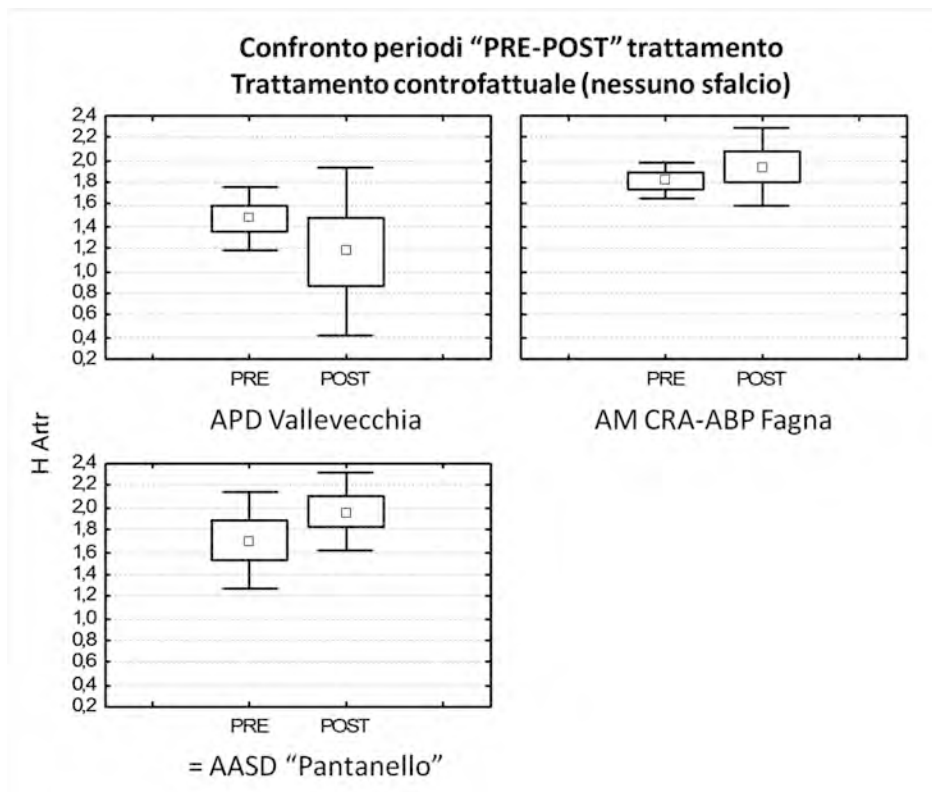 Confronto periodi “PRE-POST” trattamento
Trattamento controfattuale (nessuno sfalcio)
2,4
2,2
2,0
1,8
1,6
1,4
1,2
1,0
0,8
0,6
0,4
0,2
PRE POST
PRE POST
APD Vallevecchia
AM CRA-ABP Fagna
H Artr
2,4
2,2
2,0
1,8
1,6
1,4
1,2
1,0
0,8
0,6
0,4
0,2
PRE POST
= AASD “Pantanello”